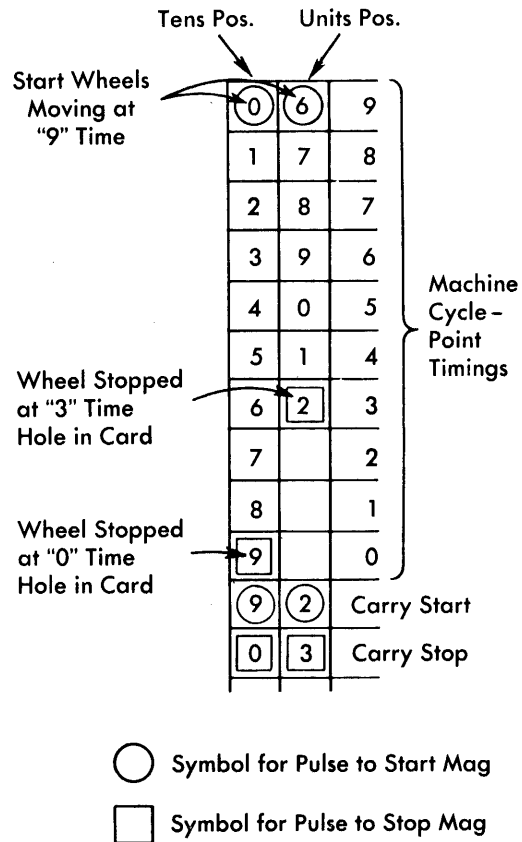 Tens Pos. Units Pos.
Start Wheels
Moving at
“9” Time
0 6 9
1 7 8
2 8 7
3 9 6
4 0 5
5 1 4
6 2 3
7 2
8 1
9 0
Machine
Cycle–
Point
Timings
Wheel Stopped
at “3” Time
Hole in Card
Wheel Stopped
at “0” Time
Hole in Card
9 2 Carry Start
0 3 Carry Stop
Symbol for Pulse to Start Mag
Symbol for Pulse to Stop Mag